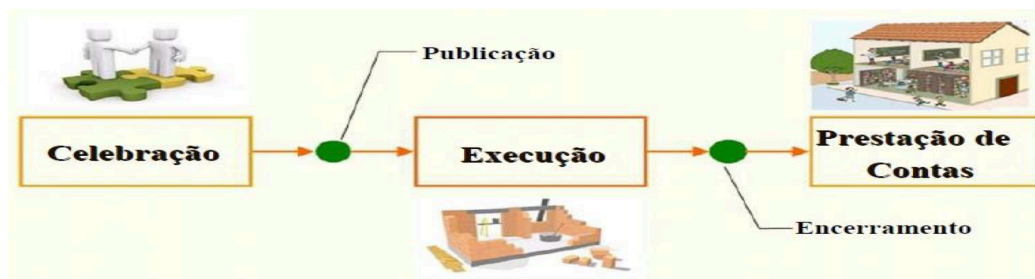 Publicação
Celebração
Execução
Prestação de
Contas
Encerramento